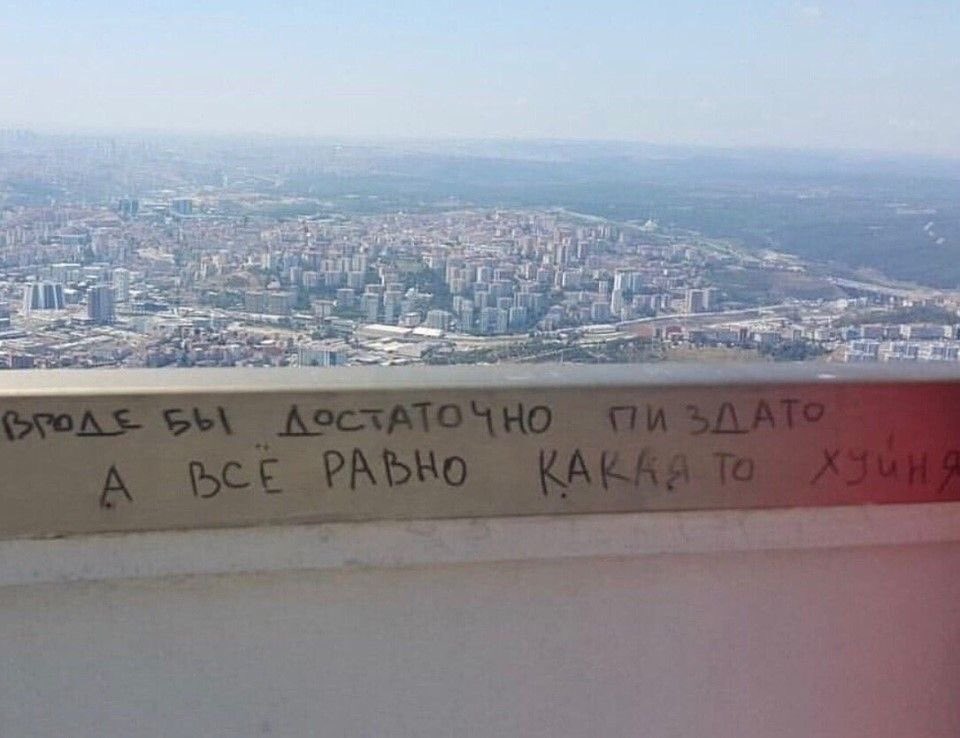 ВРОДЕ БЫ ДОСТАТОЧНО ПИЗДАТО
А ВСЁ РАВНО КАКАЯ ТО ХУЙНЯ